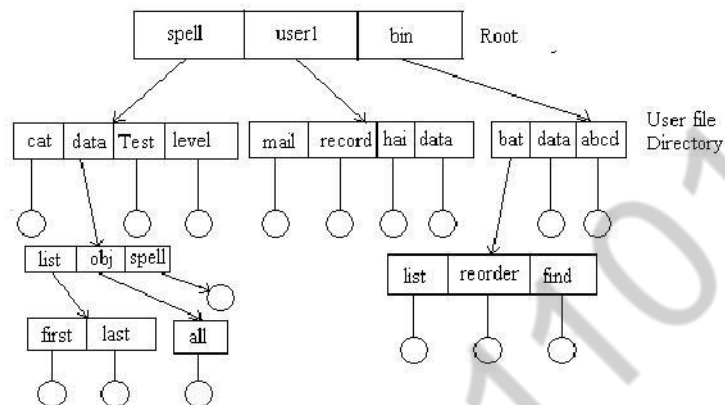 spell user1 bin Root
cat data Test level mail record hai data bat data abcd User file
Directory
list obj spell
list reorder find
first last all
1101